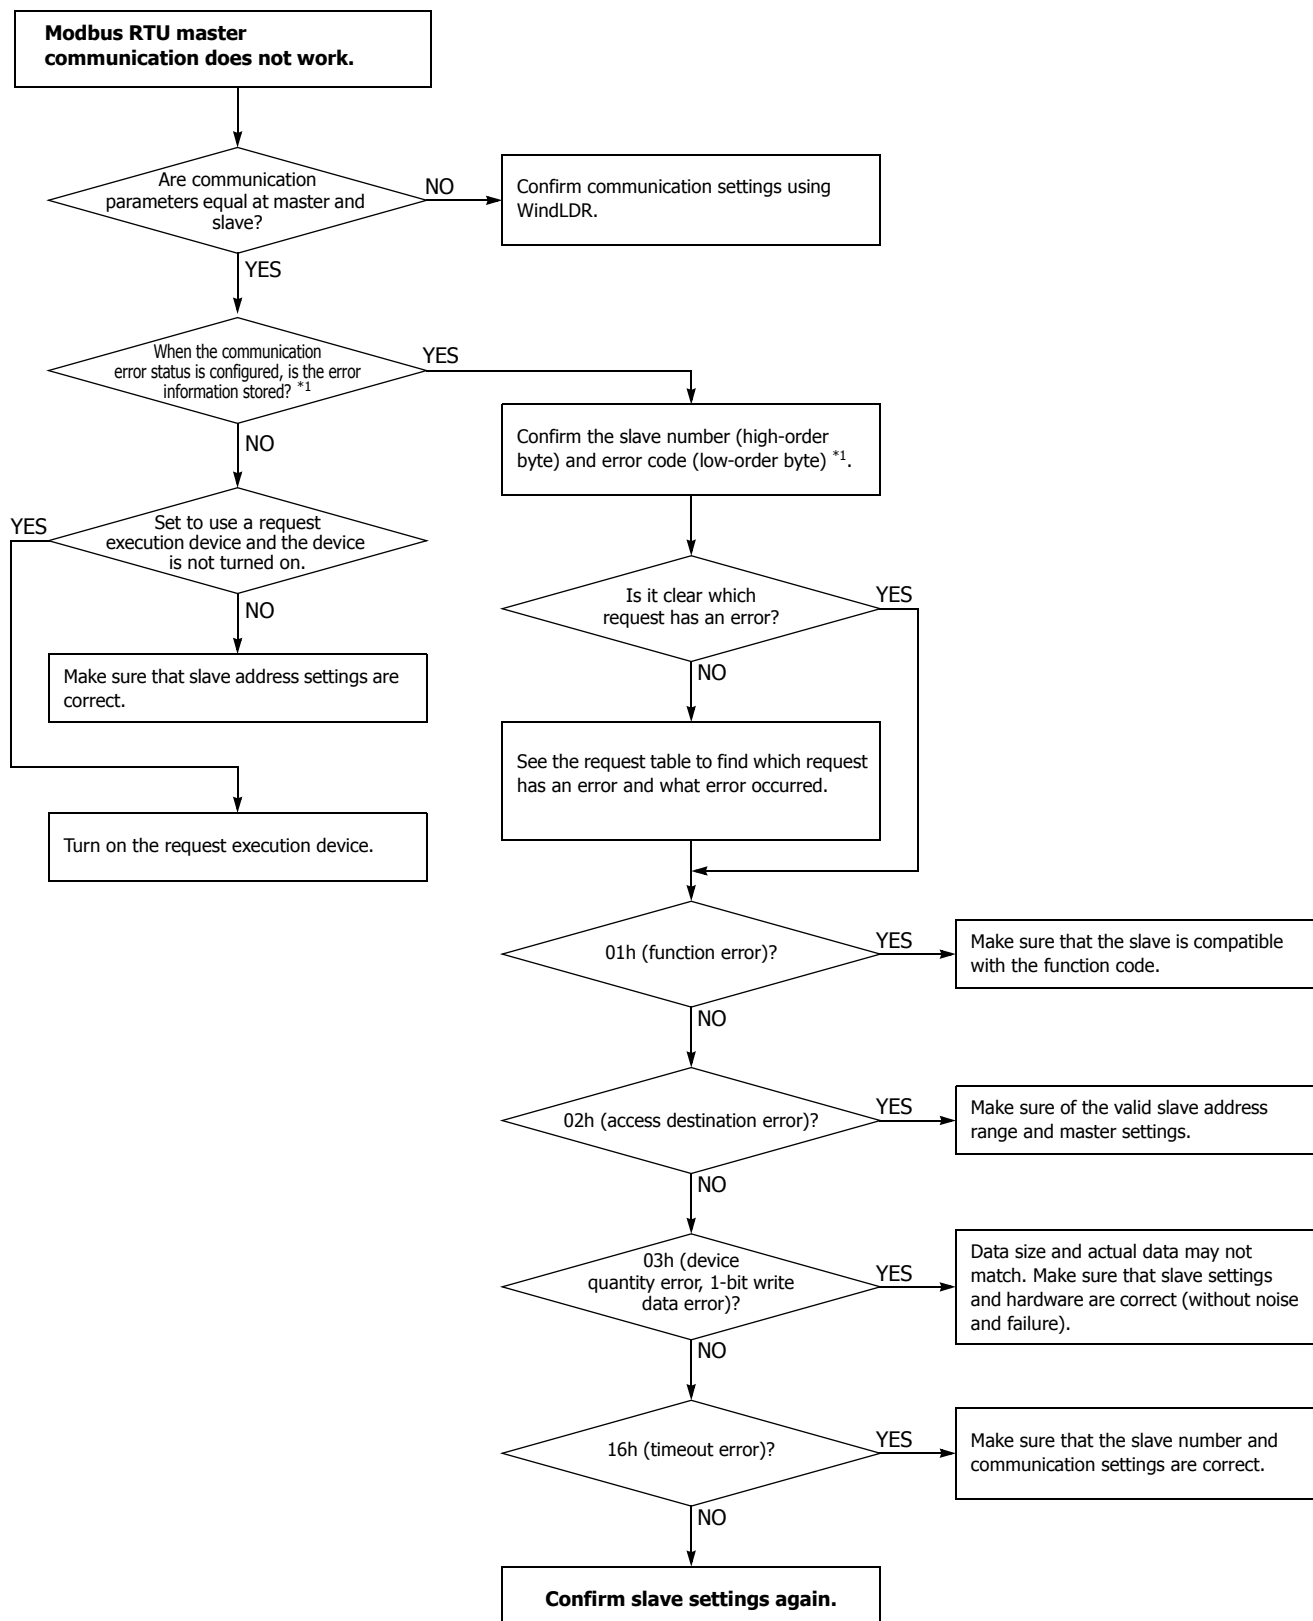 Modbus RTU master
communication does not work.
Are communication
parameters equal at master and
slave?
NO
Confirm communication settings using
WindLDR.
YES
When the communication
error status is configured, is the error
information stored? *1
YES
NO
Confirm the slave number (high-order
byte) and error code (low-order byte) *1.
YES
Set to use a request
execution device and the device
is not turned on.
NO
Make sure that slave address settings are
correct.
Turn on the request execution device.
Is it clear which
request has an error?
YES
NO
See the request table to find which request
has an error and what error occurred.
01h (function error)?
YES
Make sure that the slave is compatible
with the function code.
NO
02h (access destination error)?
YES
Make sure of the valid slave address
range and master settings.
NO
03h (device
quantity error, 1-bit write
data error)?
YES
Data size and actual data may not
match. Make sure that slave settings
and hardware are correct (without noise
and failure).
NO
16h (timeout error)?
YES
Make sure that the slave number and
communication settings are correct.
NO
Confirm slave settings again.